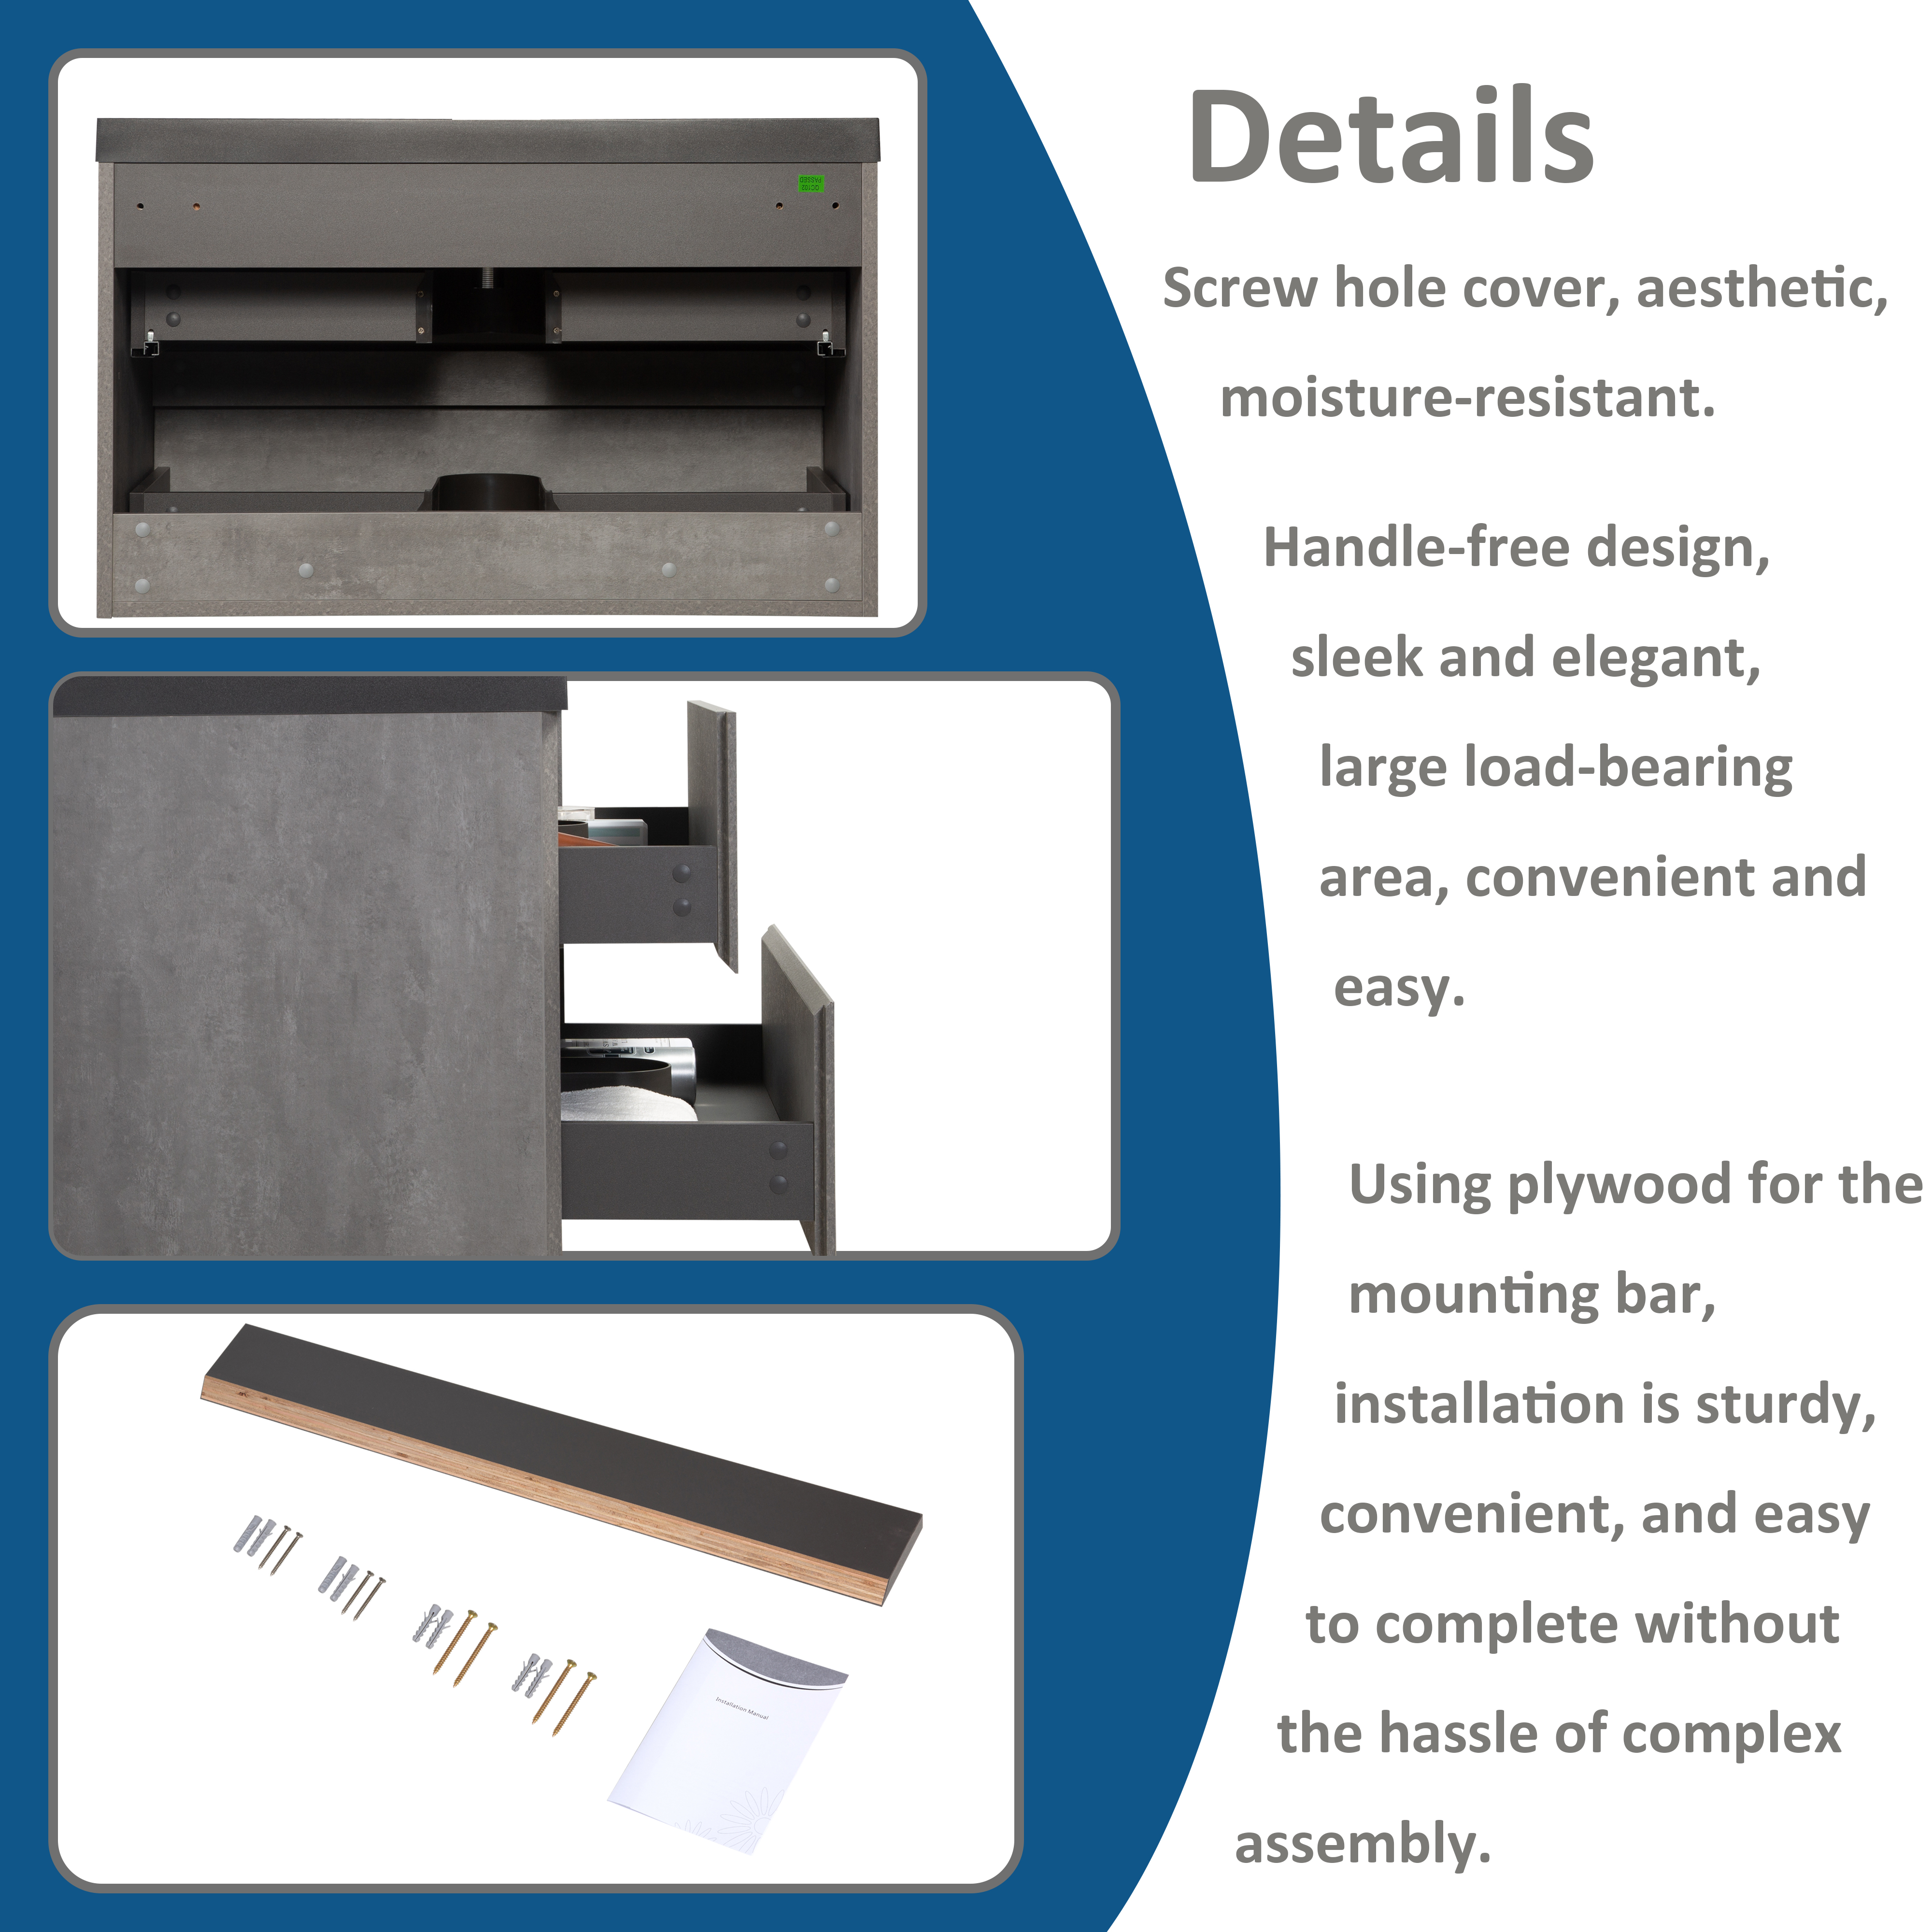 Details
Screw hole cover, aesthetic,
moisture-resistant.
Handle-free design,
sleek and elegant,
large load-bearing
area, convenient and
easy.
Using plywood for the
mounting bar,
installation is sturdy,
convenient, and easy
to complete without
the hassle of complex
assembly.
QC102
PASSED
Installation Manual